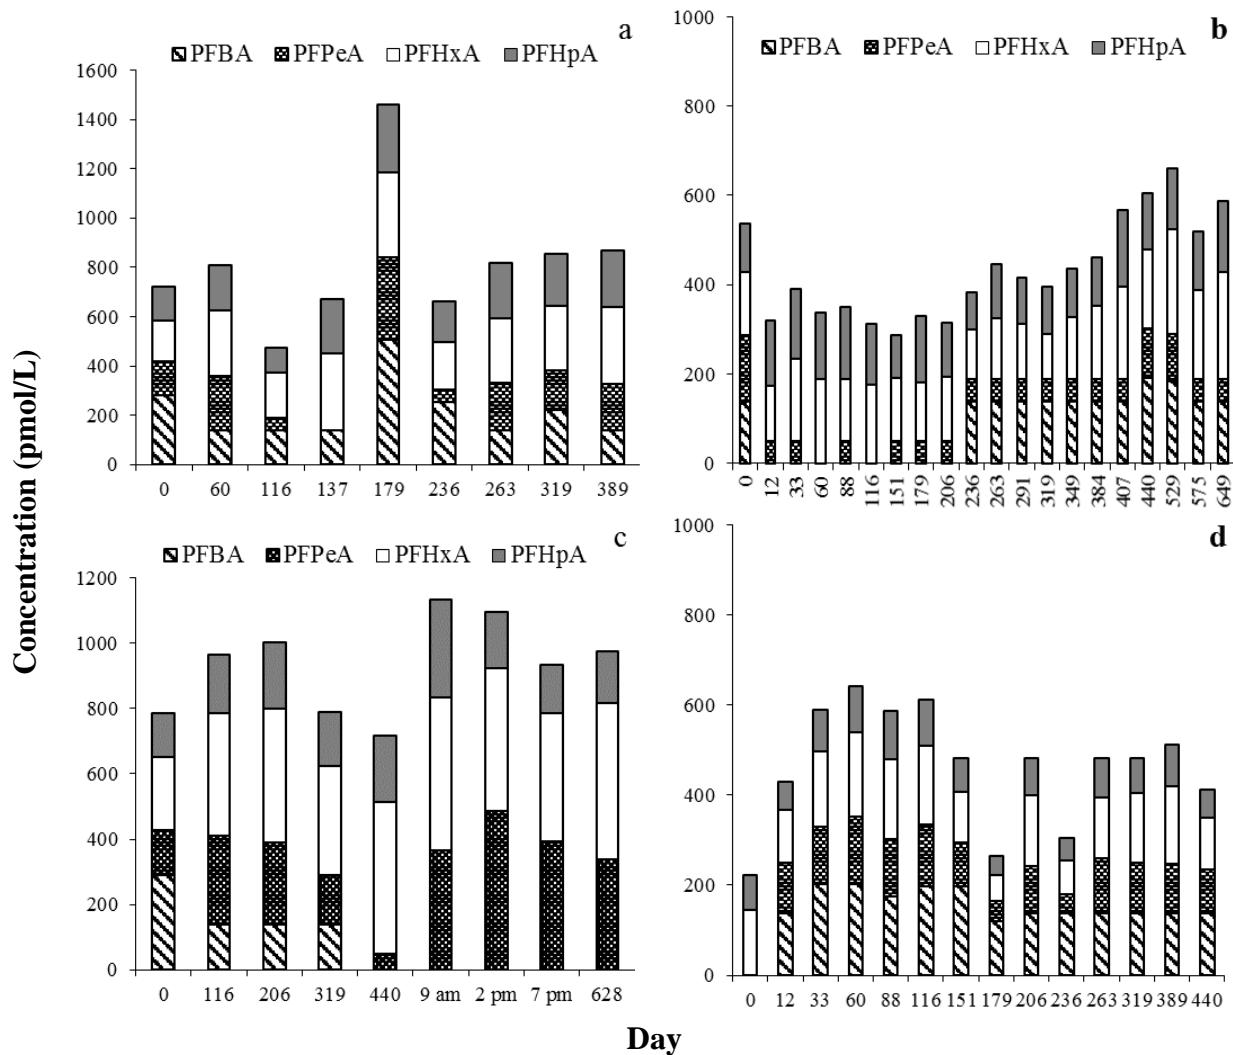 a
PFBA PFPeA PFHxA PFHpA
1600
1400
1200
1000
800
600
400
200
0
0 60 116 137 179 236 263 319 389
b
PFBA PFPeA PFHxA PFHpA
1000
800
600
400
200
0
0 12 33 60 88 116 151 179 206 236 263 291 319 349 384 407 440 529 575 649
c
PFBA PFPeA PFHxA PFHpA
1200
1000
800
600
400
200
0
0 116 206 319 440 9 am 2 pm 7 pm 628
d
1000
800
600
400
200
0
0 12 33 60 88 116 151 179 206 236 263 319 389 440
Concentration (pmol/L)
Day